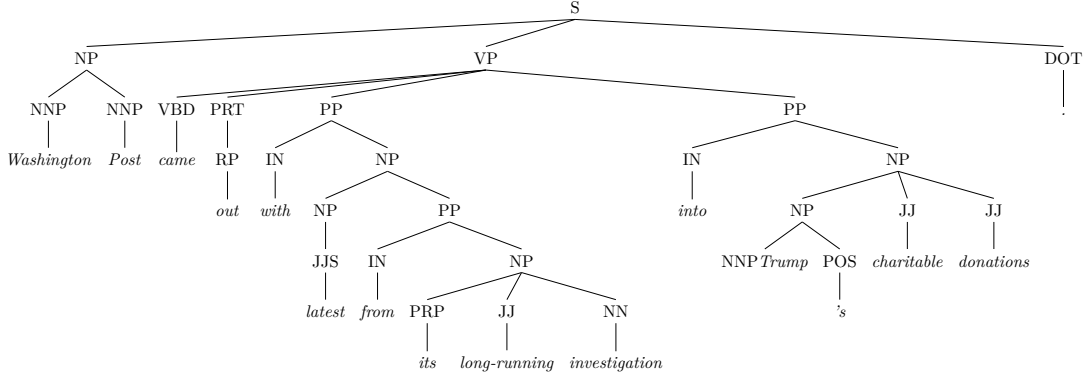 S
NP VP DOT
NNP NNP VBD PRT PP PP .
Washington Post came RP IN NP IN NP
out with NP PP into NP JJ JJ
JJS IN NP NNP Trump POS charitable donations
latest from PRP JJ NN 's
its long-running investigation